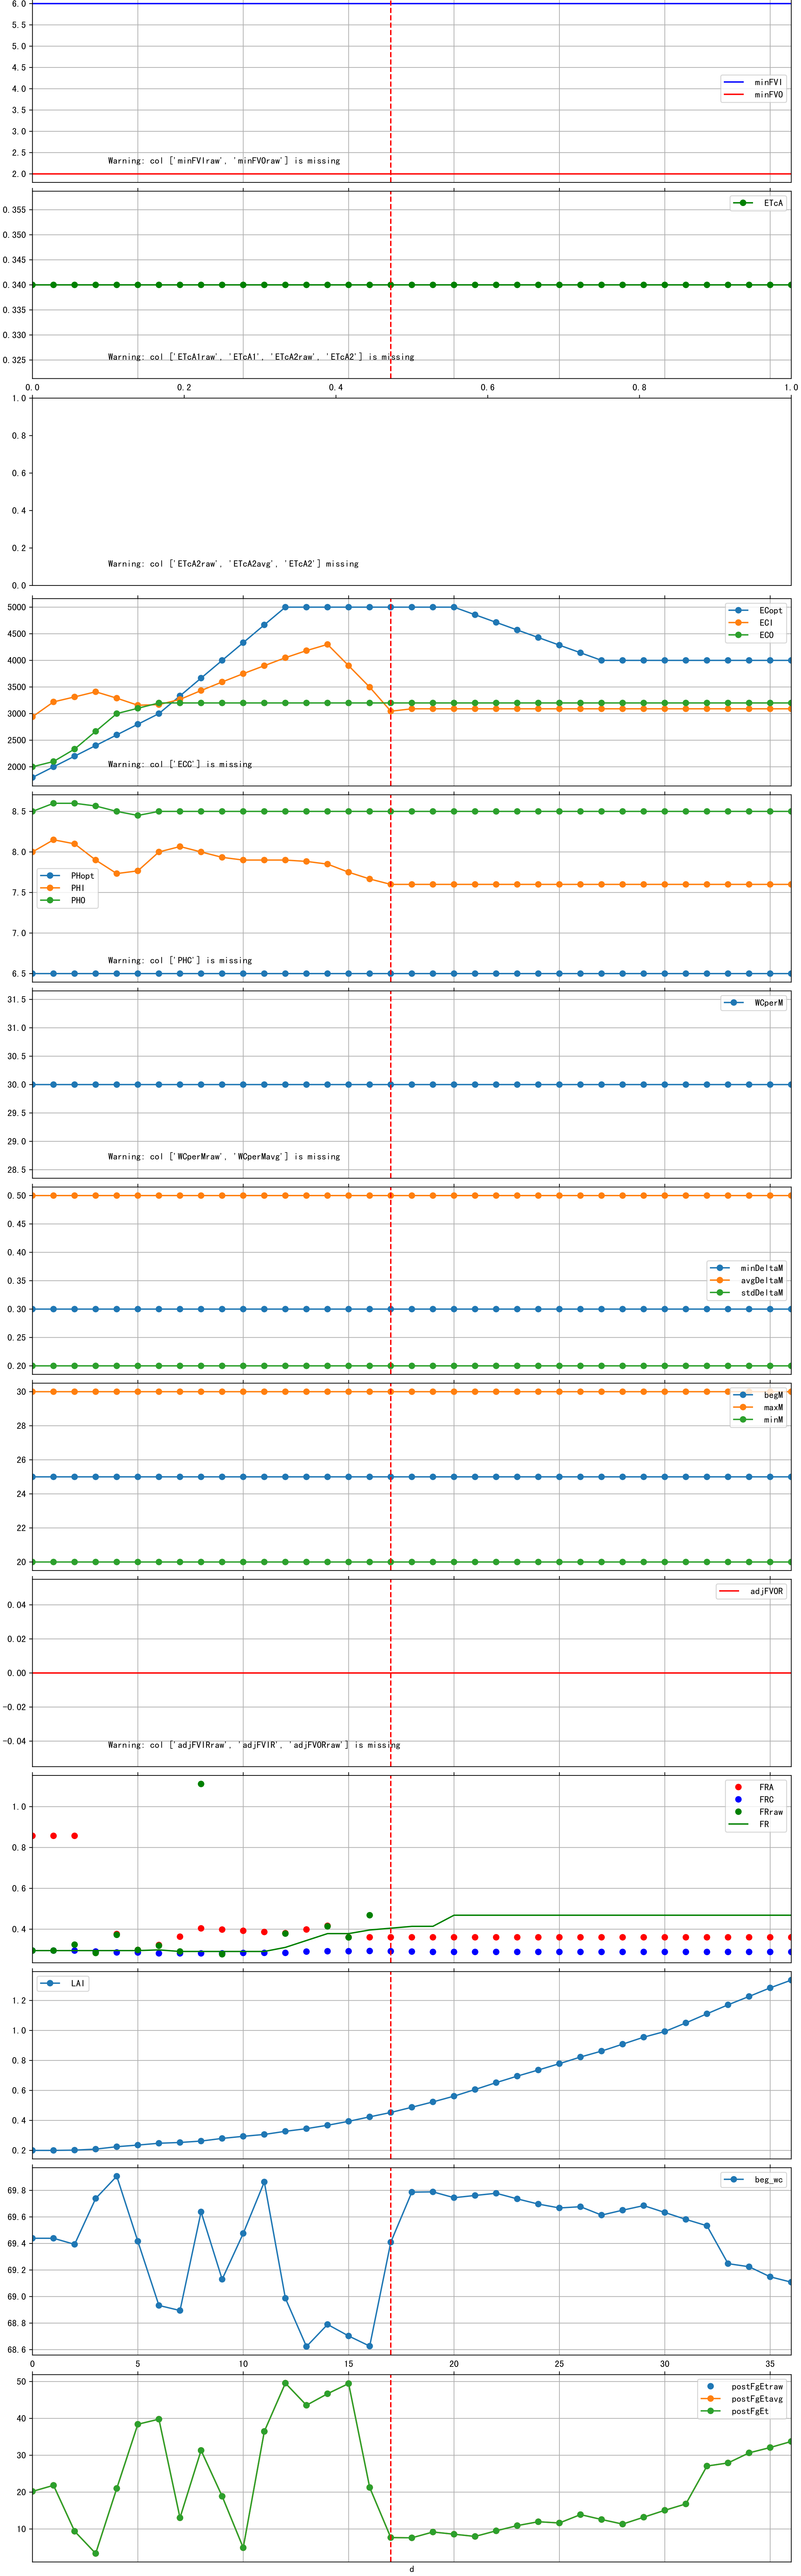 6.0
5.5
5.0
4.5
4.0
3.5
3.0
2.5
2.0
minFVI
minFVO
Warning: col ['minFVIraw', 'minFVOraw'] is missing
0.355
0.350
0.345
0.340
0.335
0.330
0.325
ETcA
Warning: col ['ETcA1raw', 'ETcA1', 'ETcA2raw', 'ETcA2'] is missing
0.0 0.2 0.4 0.6 0.8 1.0
1.0
0.8
0.6
0.4
0.2
0.0
Warning: col ['ETcA2raw', 'ETcA2avg', 'ETcA2'] missing
5000
4500
4000
3500
3000
2500
2000
ECopt
ECI
ECO
Warning: col ['ECC'] is missing
8.5
8.0
7.5
7.0
6.5
PHopt
PHI
PHO
Warning: col ['PHC'] is missing
31.5
31.0
30.5
30.0
29.5
29.0
28.5
WCperM
Warning: col ['WCperMraw', 'WCperMavg'] is missing
0.50
0.45
0.40
0.35
0.30
0.25
0.20
minDeltaM
avgDeltaM
stdDeltaM
30
28
26
24
22
20
begM
maxM
minM
0.04
0.02
0.00
-0.02
-0.04
adjFVOR
Warning: col ['adjFVIRraw', 'adjFVIR', 'adjFVORraw'] is missing
1.0
0.8
0.6
0.4
FRA
FRC
FRraw
FR
1.2
1.0
0.8
0.6
0.4
0.2
LAI
69.8
69.6
69.4
69.2
69.0
68.8
68.6
beg_wc
0 5 10 15 20 25 30 35
50
40
30
20
10
postFgEtraw
postFgEtavg
postFgEt
d